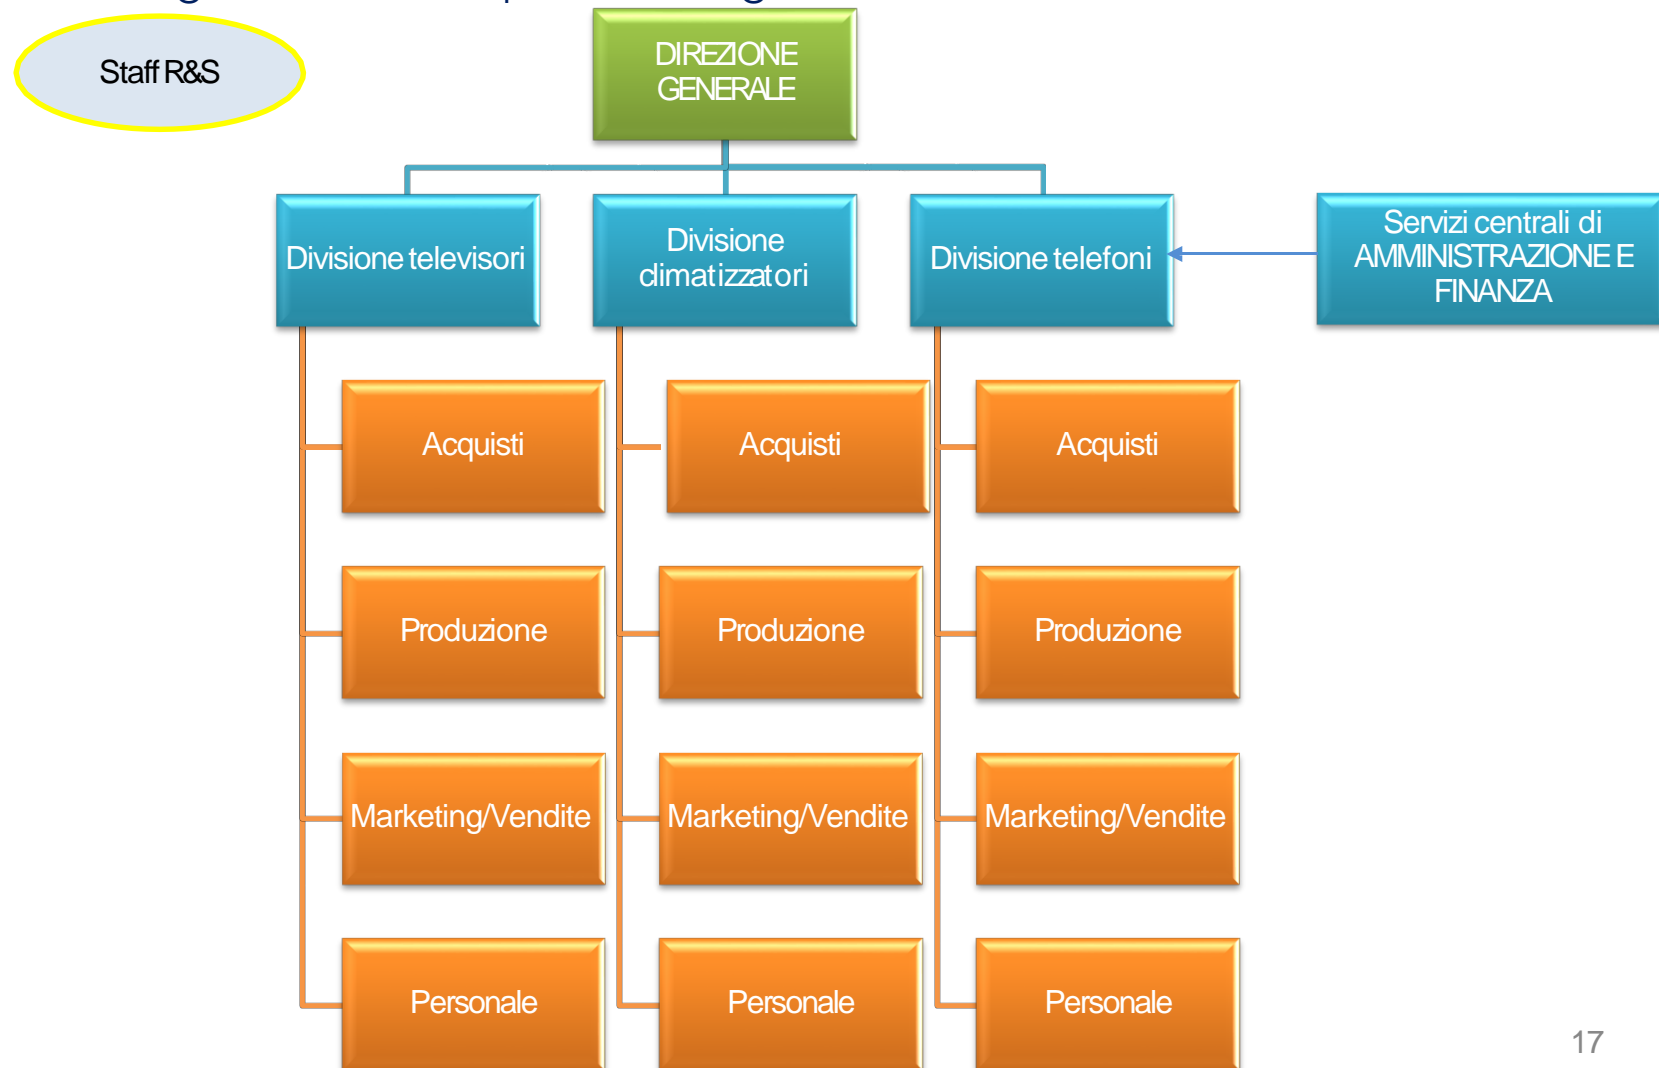 Staff R&S
DIREZIONE
GENERALE
Divisione televisori
Divisione
climatizzatori
Divisione telefoni
Servizi centrali di
AMMINISTRAZIONE E
FINANZA
Acquisti
Acquisti
Acquisti
Produzione
Produzione
Produzione
Marketing/Vendite
Marketing/Vendite
Marketing/Vendite
Personale
Personale
Personale
17